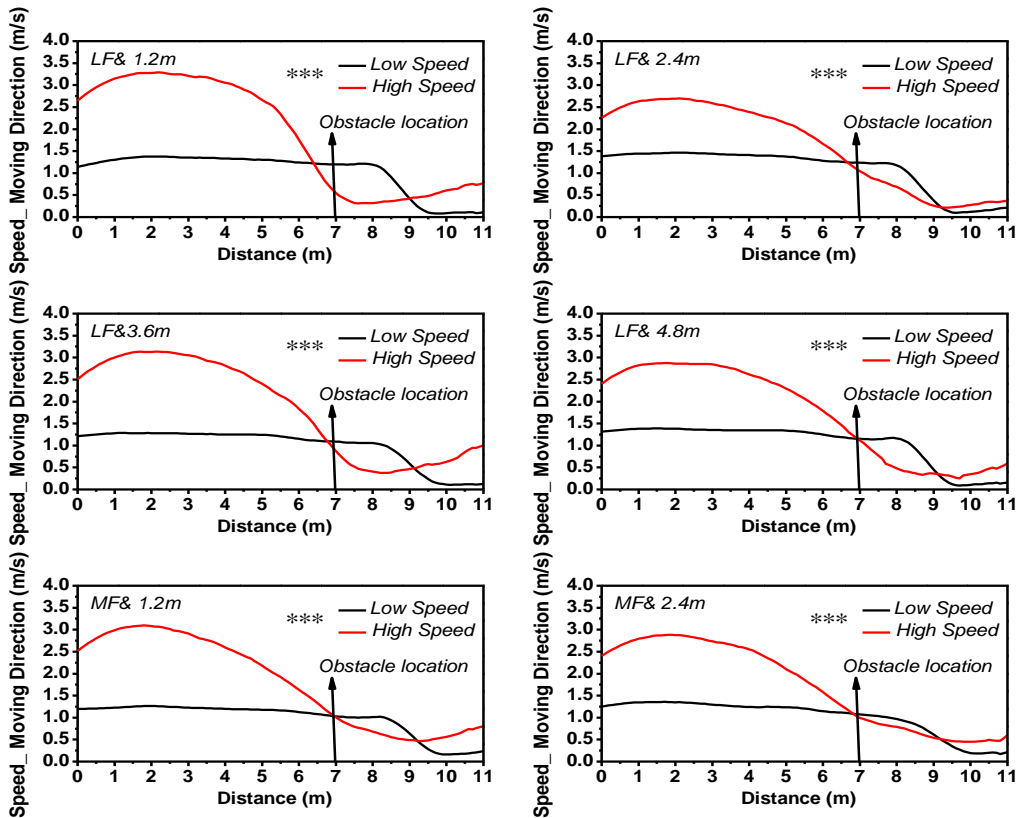 Speed_ Moving Direction (m/s)
4.0
3.5
3.0
2.5
2.0
1.5
1.0
0.5
0.0
LF& 1.2m
***
Low Speed
High Speed
Obstacle location
0 1 2 3 4 5 6 7 8 9 10 11
Distance (m)
Speed_ Moving Direction (m/s)
4.0
3.5
3.0
2.5
2.0
1.5
1.0
0.5
0.0
LF& 2.4m
***
Low Speed
High Speed
Obstacle location
0 1 2 3 4 5 6 7 8 9 10 11
Distance (m)
Speed_ Moving Direction (m/s)
4.0
3.5
3.0
2.5
2.0
1.5
1.0
0.5
0.0
LF&3.6m
***
Low Speed
High Speed
Obstacle location
0 1 2 3 4 5 6 7 8 9 10 11
Distance (m)
Speed_ Moving Direction (m/s)
4.0
3.5
3.0
2.5
2.0
1.5
1.0
0.5
0.0
LF& 4.8m
***
Low Speed
High Speed
Obstacle location
0 1 2 3 4 5 6 7 8 9 10 11
Distance (m)
Speed_ Moving Direction (m/s)
4.0
3.5
3.0
2.5
2.0
1.5
1.0
0.5
0.0
MF& 1.2m
***
Low Speed
High Speed
Obstacle location
0 1 2 3 4 5 6 7 8 9 10 11
Distance (m)
Speed_ Moving Direction (m/s)
4.0
3.5
3.0
2.5
2.0
1.5
1.0
0.5
0.0
MF& 2.4m
***
Low Speed
High Speed
Obstacle location
0 1 2 3 4 5 6 7 8 9 10 11
Distance (m)